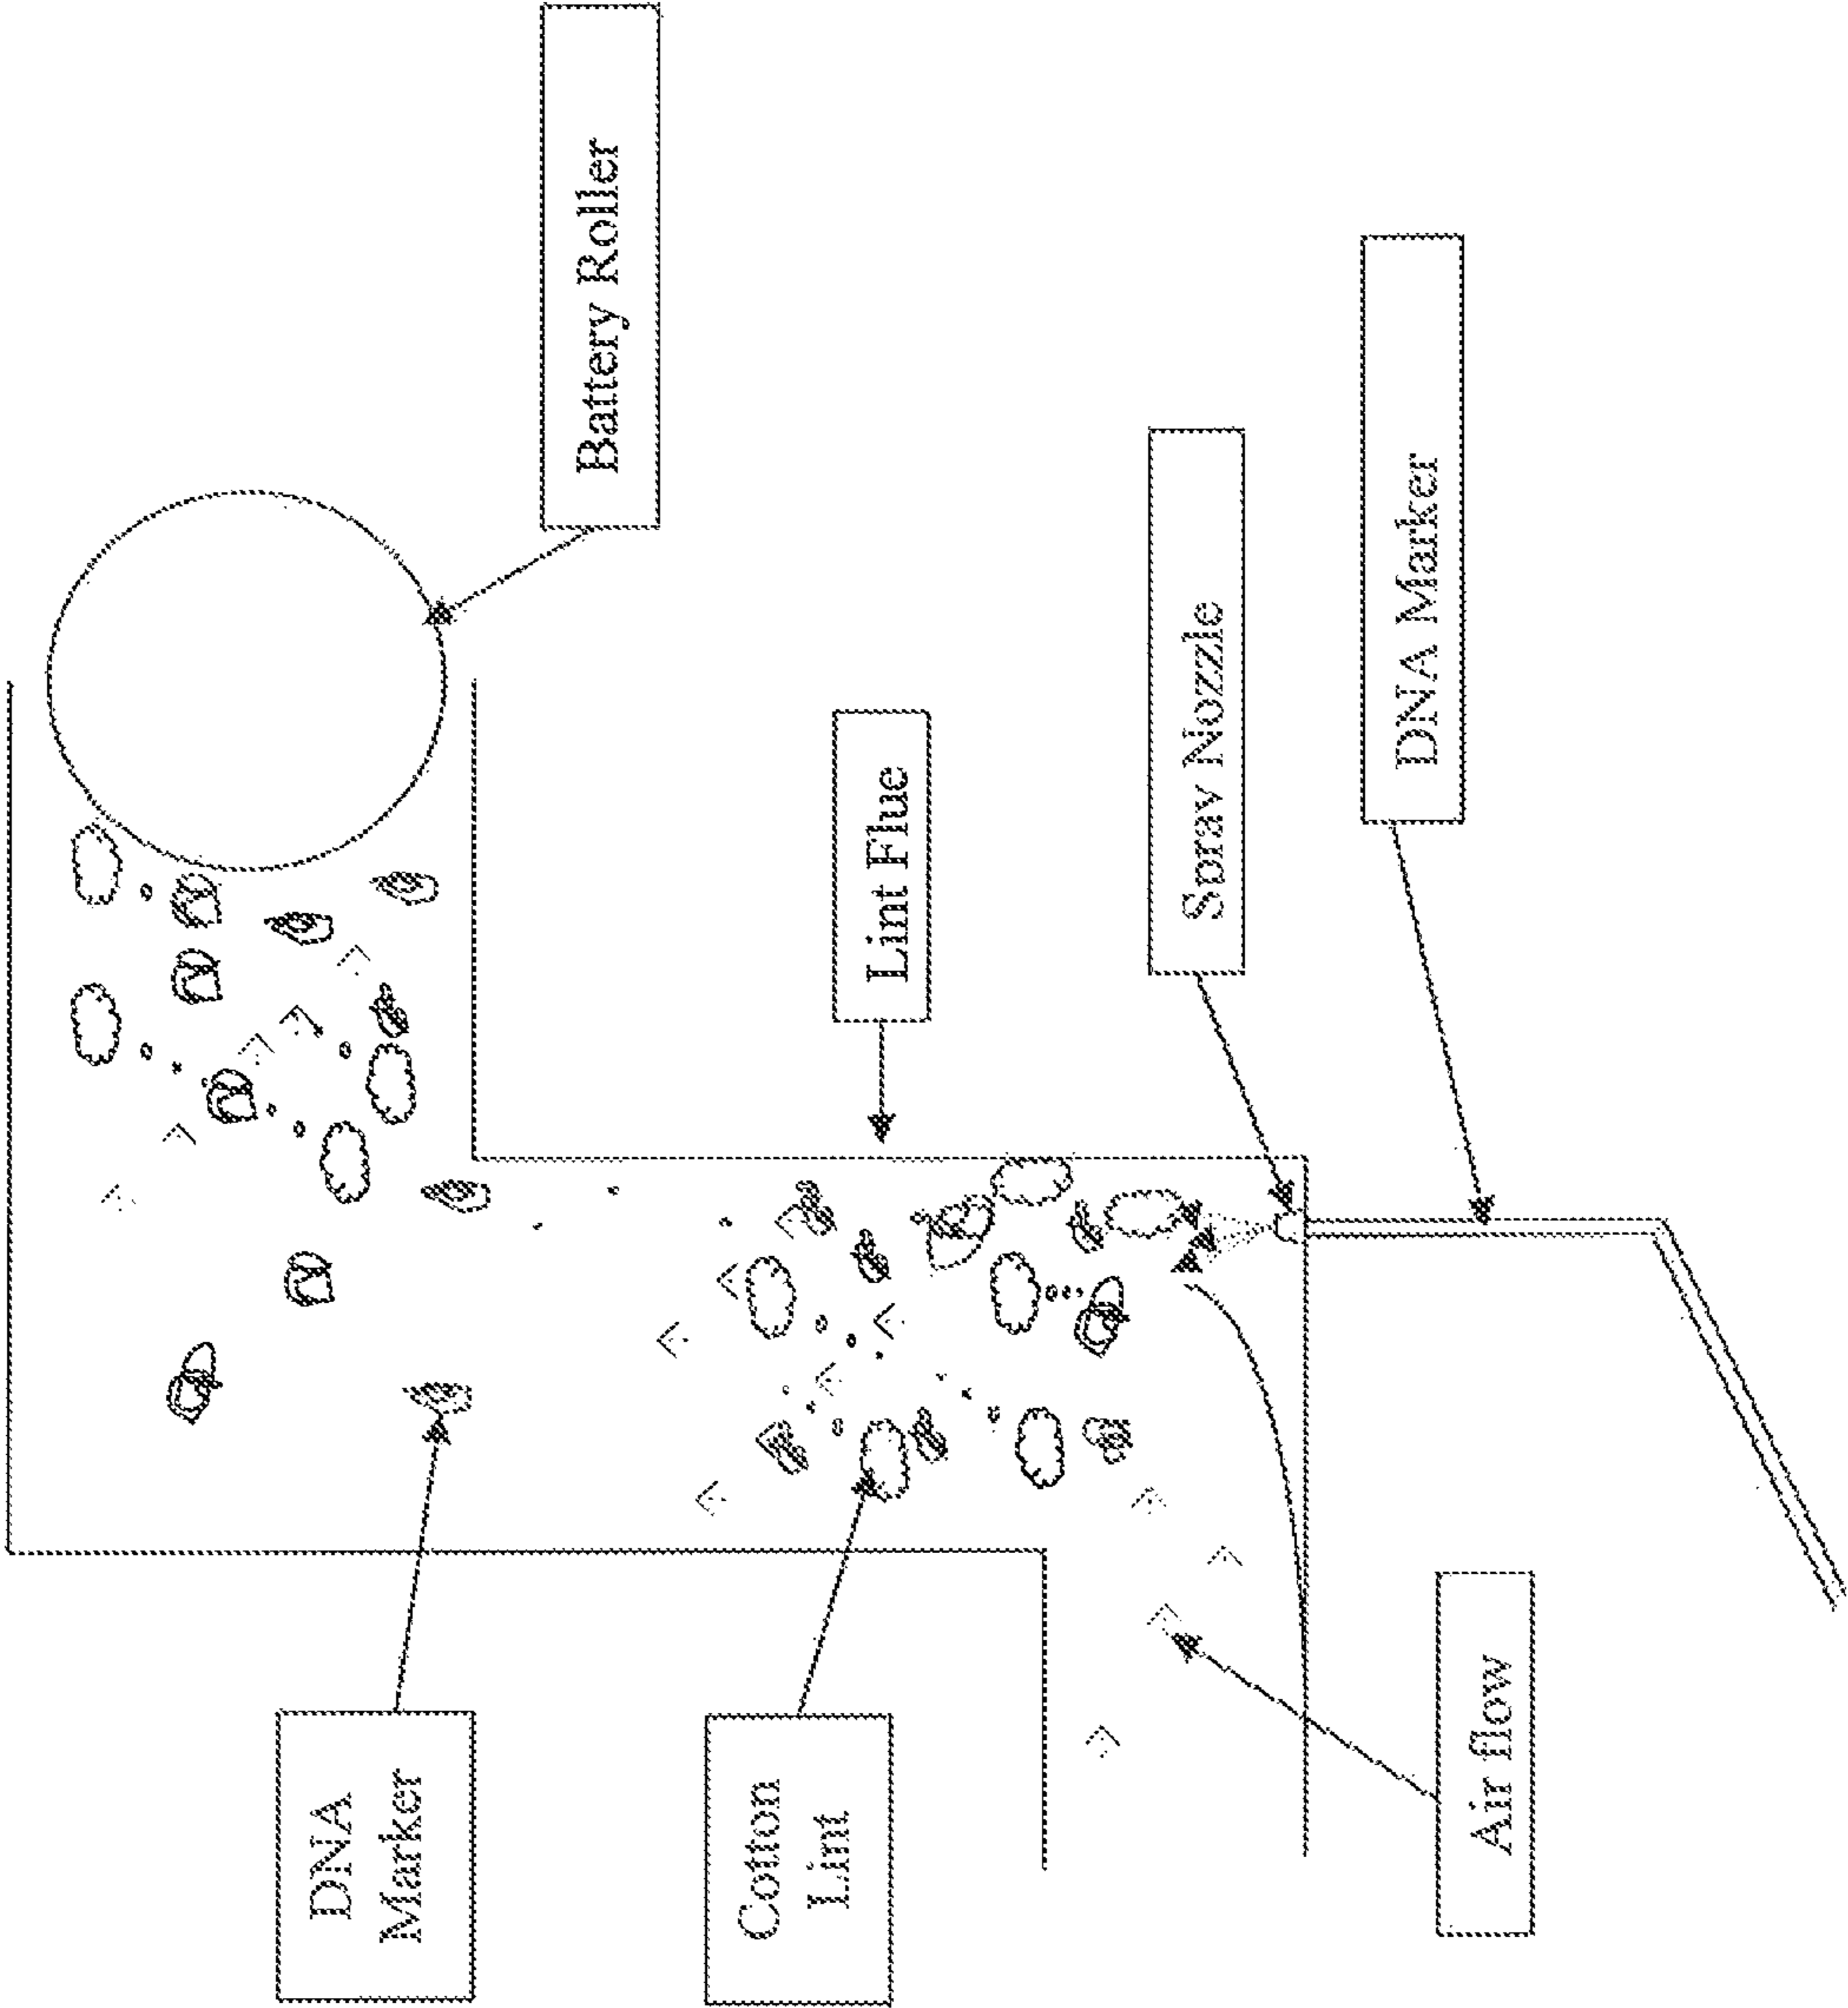 DNA
Marker
Battery Roller
Cotton
Lint
Lint Flue
Spray Nozzle
DNA Marker
Air flow